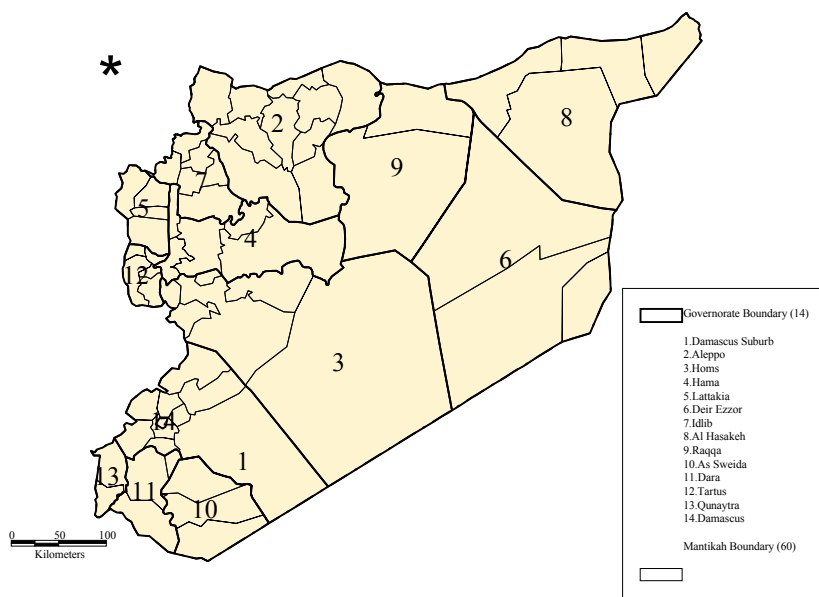 *
2
8
9
7
5
4
12
6
3
14
1
13
11
10
0 50 100
Kilometers
Governorate Boundary (14)
1.Damascus Suburb
2.Aleppo
3.Homs
4.Hama
5.Lattakia
6.Deir Ezzor
7.Idlib
8.Al Hasakeh
9.Raqqa
10.As Sweida
11.Dara
12.Tartus
13.Qunaytra
14.Damascus
Mantikah Boundary (60)